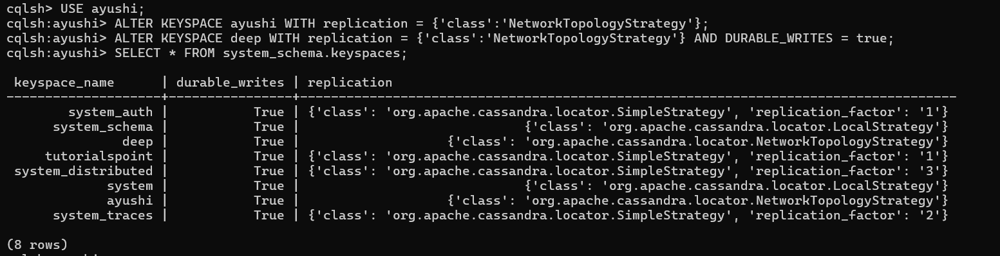 cqlsh> USE ayushi;
cqlsh:ayushi> ALTER KEYSPACE ayushi WITH replication = {'class':'NetworkTopologyStrategy'};
cqlsh:ayushi> ALTER KEYSPACE deep WITH replication = {'class':'NetworkTopologyStrategy'} AND DURABLE_WRITES = true;
cqlsh:ayushi> SELECT * FROM system_schema.keyspaces;
keyspace_name | durable_writes | replication
--------------------+----------------+-------------------------------------------------------------------------------------
system_auth | True | {'class': 'org.apache.cassandra.locator.SimpleStrategy', 'replication_factor': '1'}
system_schema | True | {'class': 'org.apache.cassandra.locator.LocalStrategy'}
deep | True | {'class': 'org.apache.cassandra.locator.NetworkTopologyStrategy'}
tutorialspoint | True | {'class': 'org.apache.cassandra.locator.SimpleStrategy', 'replication_factor': '1'}
system_distributed | True | {'class': 'org.apache.cassandra.locator.SimpleStrategy', 'replication_factor': '3'}
system | True | {'class': 'org.apache.cassandra.locator.LocalStrategy'}
ayushi | True | {'class': 'org.apache.cassandra.locator.NetworkTopologyStrategy'}
system_traces | True | {'class': 'org.apache.cassandra.locator.SimpleStrategy', 'replication_factor': '2'}
(8 rows)